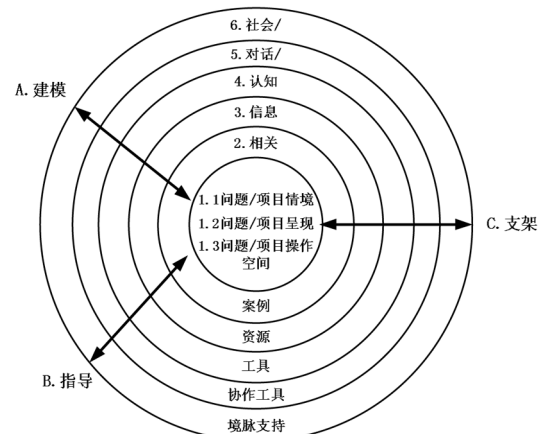 6.社会/
5.对话/
4.认知
3.信息
2.相关
A.建模
1.1问题/项目情境
1.2问题/项目呈现
1.3问题/项目操作
空间
C.支架
B.指导
案例
资源
工具
协作工具
境脉支持